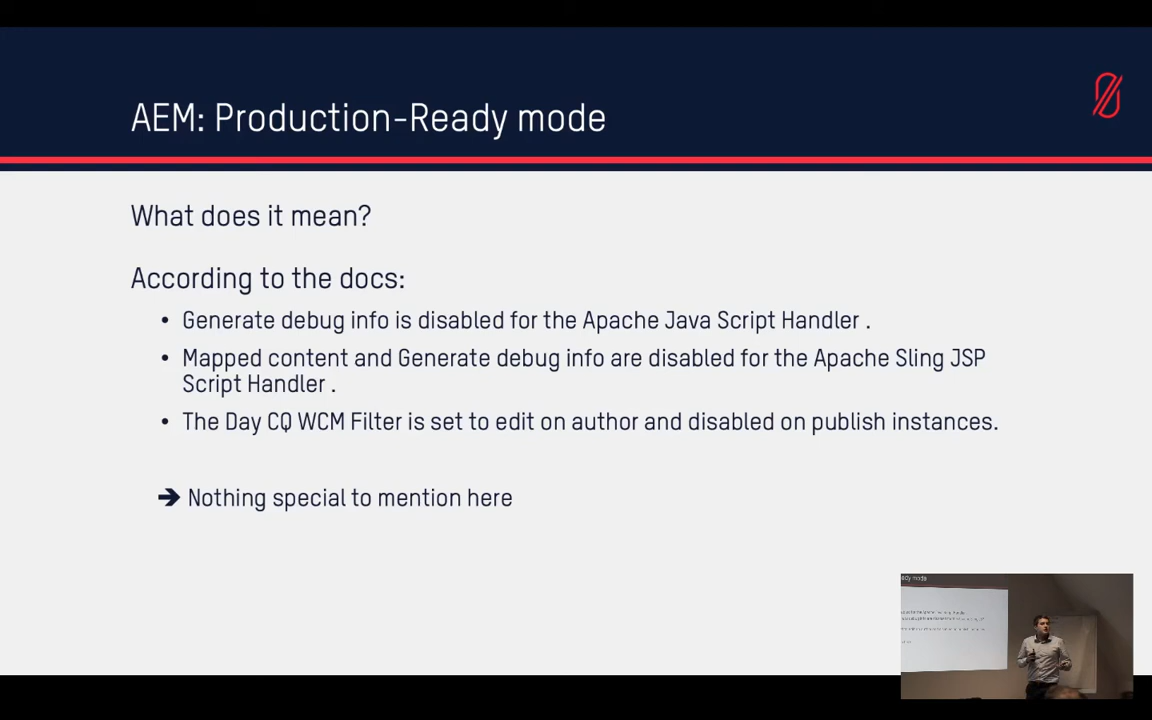 AEM: Production-Ready mode
What does it mean?
According to the docs:
• Generate debug info is disabled for the Apache Java Script Handler .
• Mapped content and Generate debug info are disabled for the Apache Sling JSP
Script Handler .
• The Day CQ WCM Filter is set to edit on author and disabled on publish instances.
➔ Nothing special to mention here